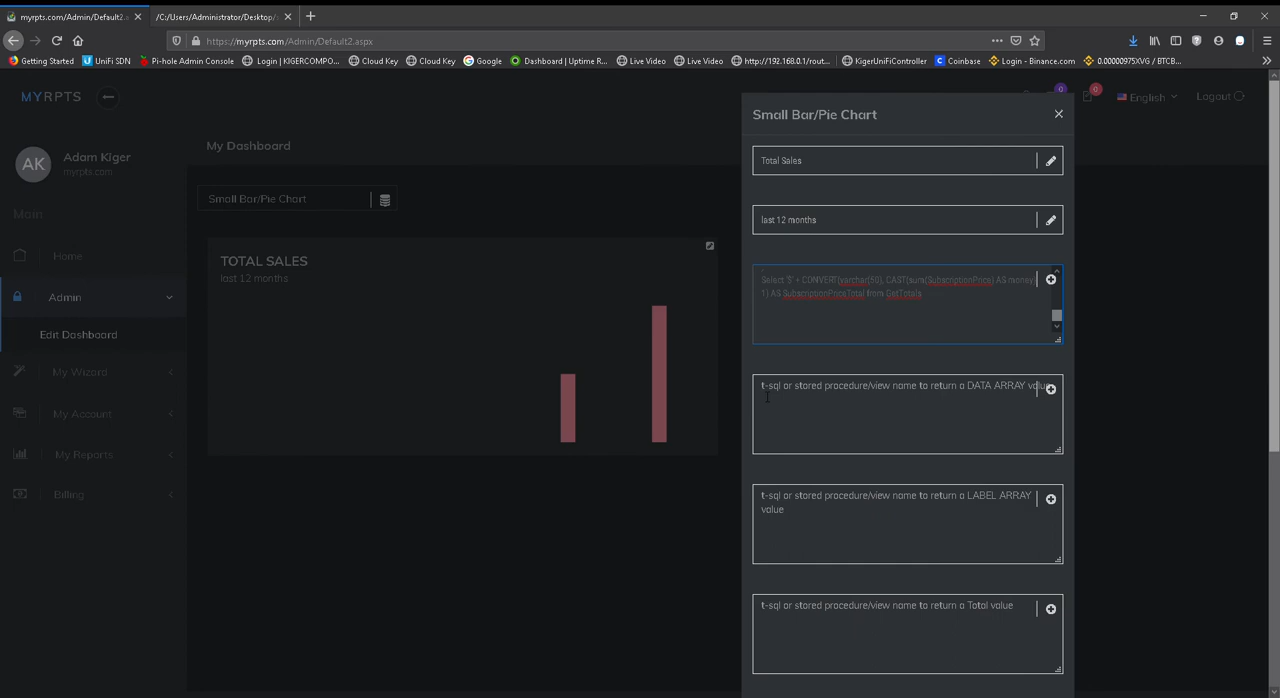 myrpts.com/Admin/Default2.a
/C:/Users/Administrator/Desktop/
https://myrpts.com/Admin/Default2.aspx
Getting Started
UniFi SDN
Pi-hole Admin Console
Login | KIGERCOMPO...
Cloud Key
Cloud Key
Google
Dashboard | Uptime R...
Live Video
Live Video
http://192.168.0.1/rout...
KigerUniFiController
Coinbase
Login - Binance.com
0.00000975XVG / BTCB...
MYRPTS
0
0
English
Logout
AK
Adam Kiger
myrpts.com
Main
Home
Admin
Edit Dashboard
My Wizard
My Account
My Reports
Billing
My Dashboard
Small Bar/Pie Chart
TOTAL SALES
last 12 months
Small Bar/Pie Chart
Total Sales
last 12 months
Select '$' + CONVERT(varchar(50), CAST(sum(SubscriptionPrice) AS money),
1) AS SubscriptionPriceTotal from GetTotals
t-sql or stored procedure/view name to return a DATA ARRAY value
t-sql or stored procedure/view name to return a LABEL ARRAY
value
t-sql or stored procedure/view name to return a Total value